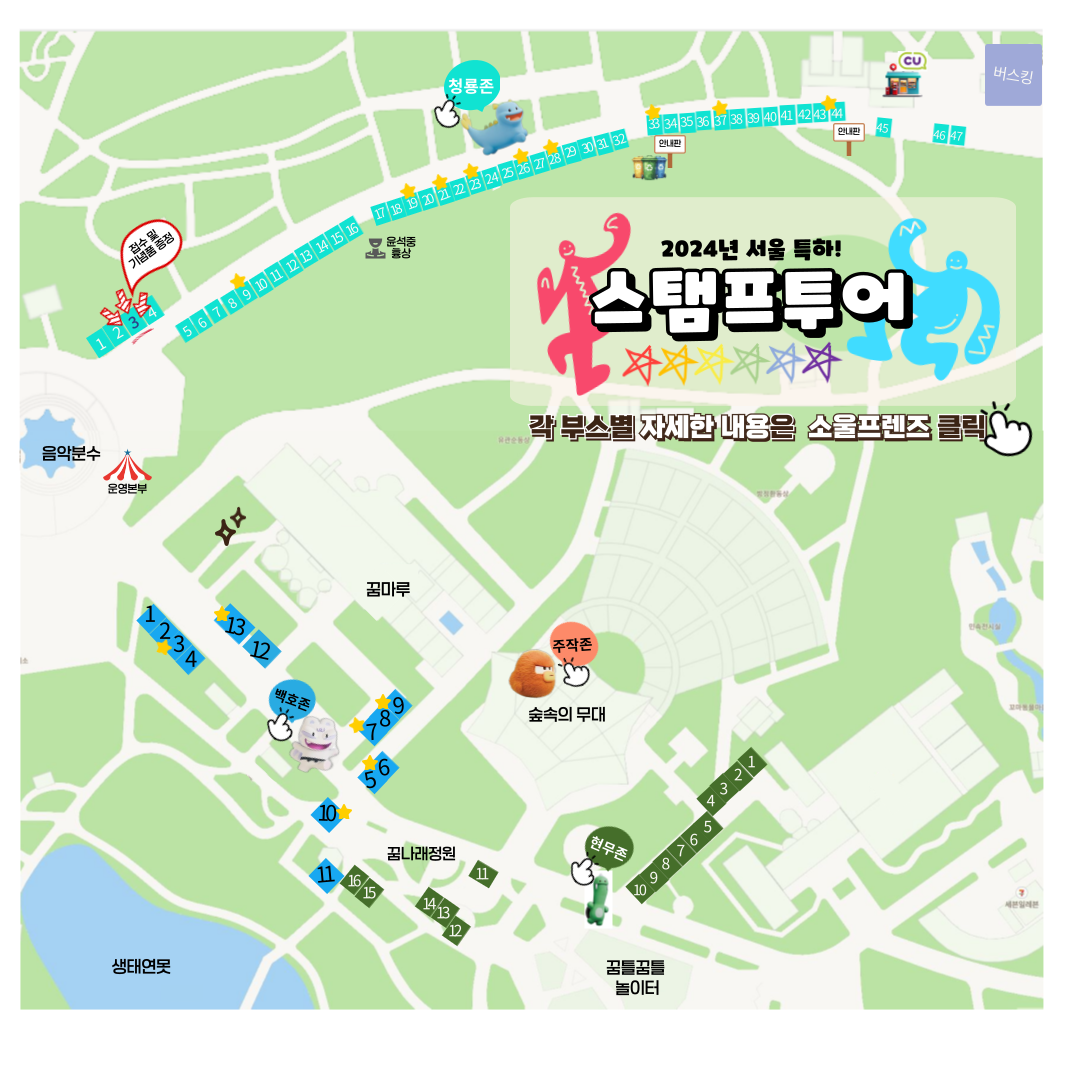 CU
버스킹
청룡존
33 34 35 36 37 38 39 40 41 42 43 44
45
46 47
안내판
안내판
17 18 19 20 21 22 23 24 25 26 27 28 29 30 31 32
접수 및
기념품 증정
5 6 7 8 9 10 11 12 13 14 15 16
윤석중
흉상
1 2 3 4
2024년 서울 특하!
스탬프투어
각 부스별 자세한 내용은 소울프렌즈 클릭
음악분수
운영본부
꿈마루
1
2
3
4
13
12
백호존
9
8
7
6
5
10
11
주작존
숲속의 무대
1
2
3
4
5
6
7
8
9
10
현무존
꿈나래정원
11
16
15
14
13
12
생태연못
꿈틀꿈틀
놀이터
세븐일레븐